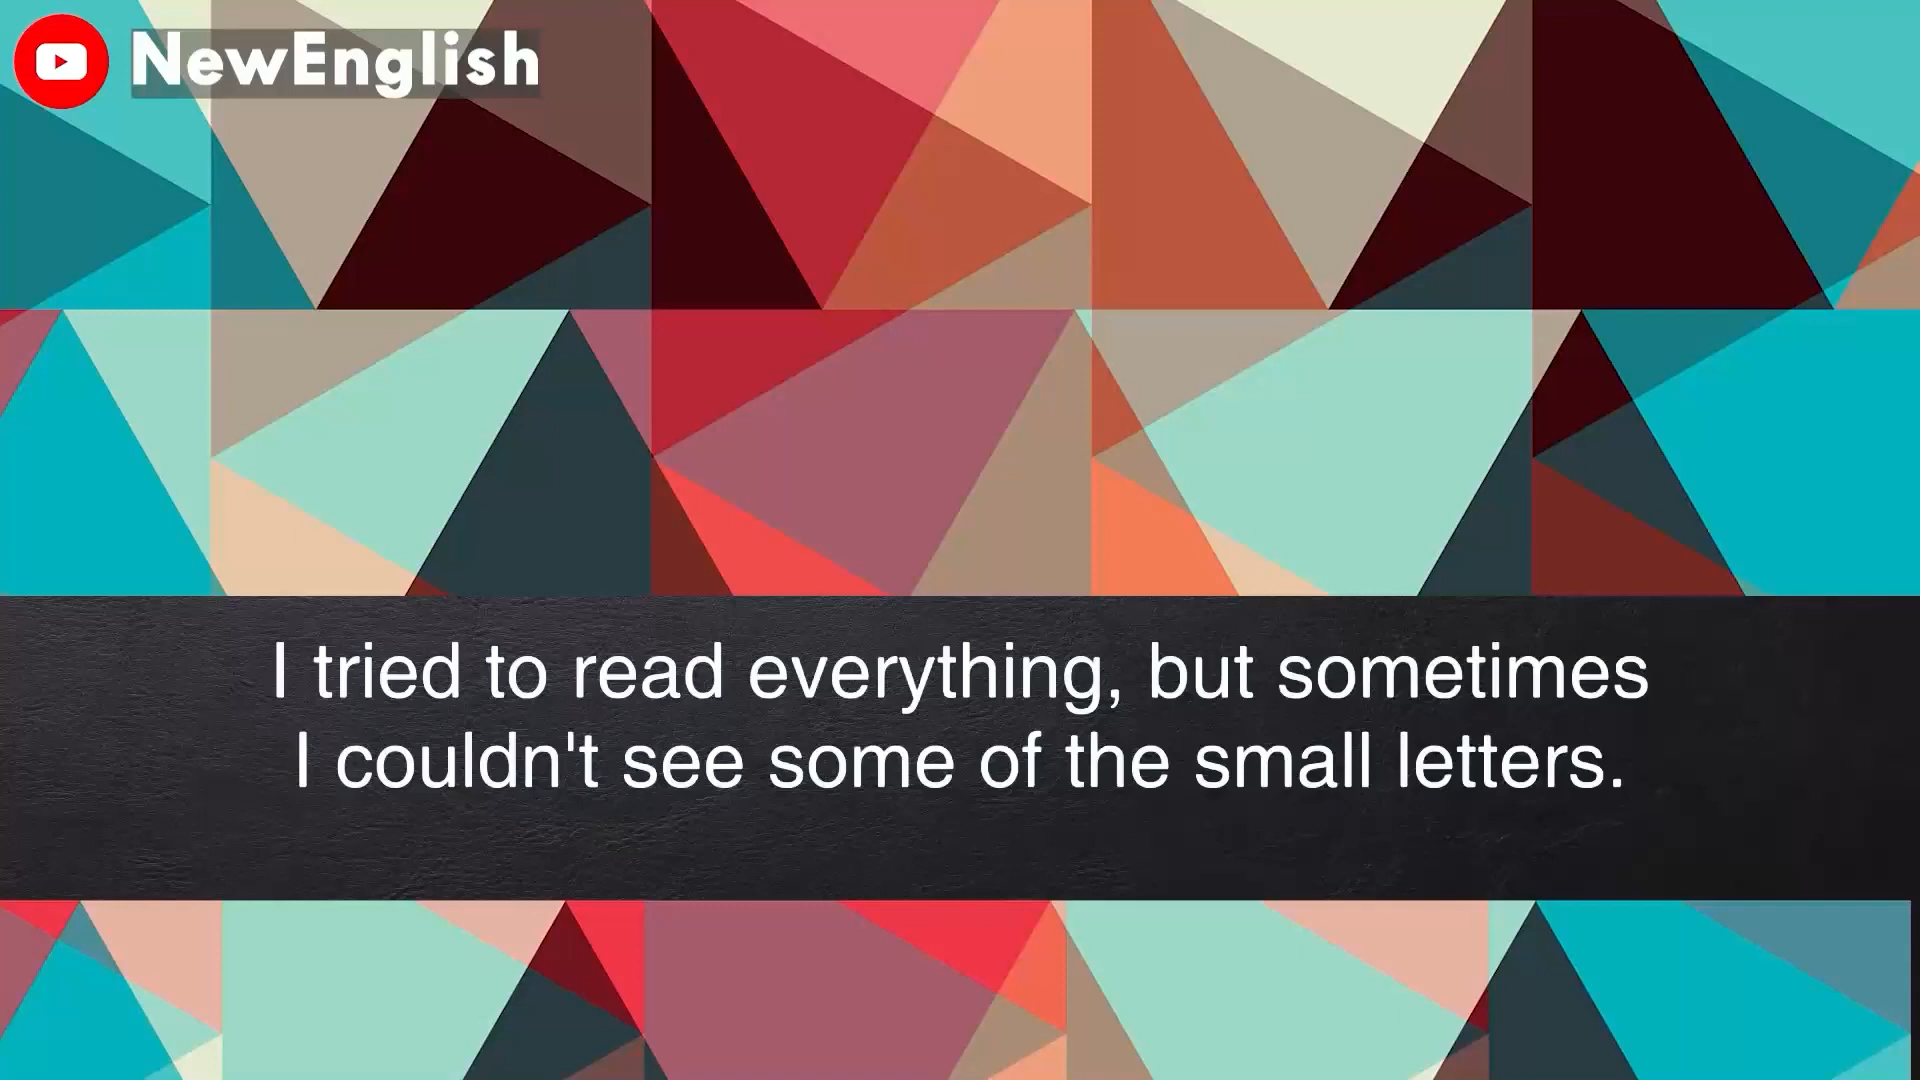 NewEnglish
I tried to read everything, but sometimes
I couldn't see some of the small letters.